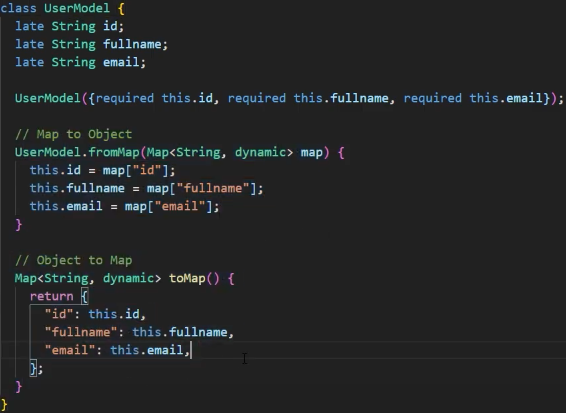 class UserModel {
  late String id;
  late String fullname;
  late String email;

  UserModel({required this.id, required this.fullname, required this.email});

  // Map to Object
  UserModel.fromMap(Map<String, dynamic> map) {
    this.id = map["id"];
    this.fullname = map["fullname"];
    this.email = map["email"];
  }

  // Object to Map
  Map<String, dynamic> toMap() {
    return {
      "id": this.id,
      "fullname": this.fullname,
      "email": this.email,
    };
  }
}